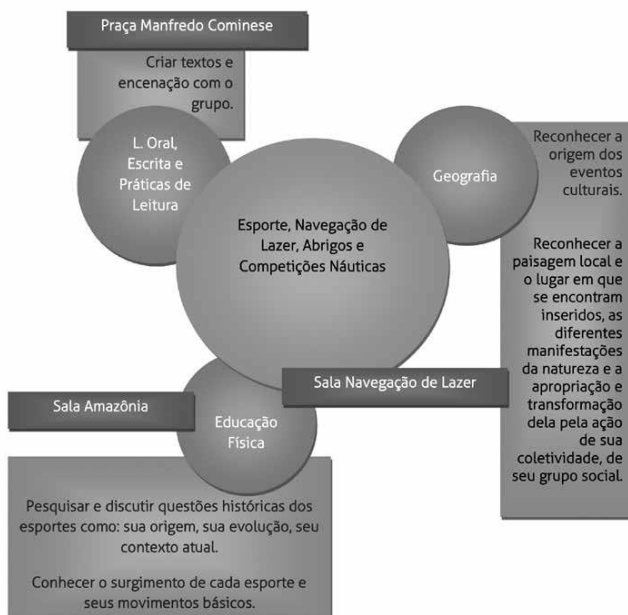 Praça Manfredo Cominese
Criar textos e
encenação com o
grupo.
L. Oral,
Escrita e
Práticas de
Leitura
Geografia
Reconhecer a
origem dos
eventos
culturais.
Reconhecer a
paisagem local e
o lugar em que
se encontram
inseridos, as
diferentes
manifestações
da natureza e a
apropriação e
transformação
dela pela ação
de sua
coletividade, de
seu grupo social.
Esporte, Navegação de
Lazer, Abrigos e
Competições Náuticas
Sala Navegação de Lazer
Sala Amazônia
Educação
Física
Pesquisar e discutir questões históricas dos
esportes como: sua origem, sua evolução, seu
contexto atual.
Conhecer o surgimento de cada esporte e
seus movimentos básicos.